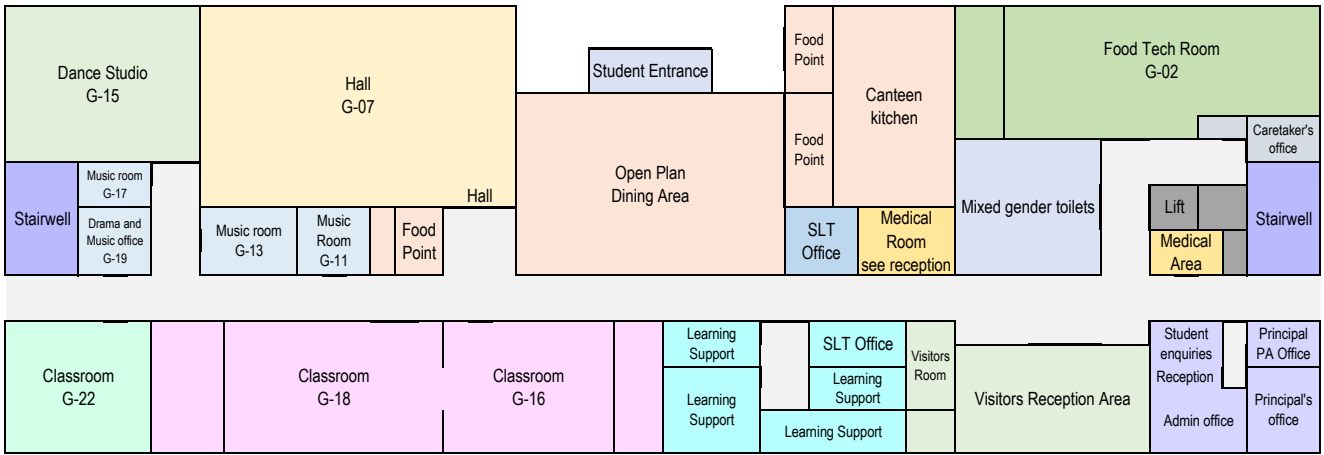 Dance Studio
G-15
Hall
G-07
Hall
Student Entrance
Open Plan
Dining Area
Food
Point
Food
Point
Canteen
kitchen
Food Tech Room
G-02
Caretaker's
office
Stairwell
Music room
G-17
Drama and
Music office
G-19
Music room
G-13
Music
Room
G-11
Food
Point
SLT
Office
Medical
Room
see reception
Mixed gender toilets
Lift
Medical
Area
Stairwell
Classroom
G-22
Classroom
G-18
Classroom
G-16
Learning
Support
Learning
Support
SLT Office
Learning
Support
Learning Support
Visitors
Room
Visitors Reception Area
Student
enquiries
Reception
Admin office
Principal
PA Office
Principal's
office